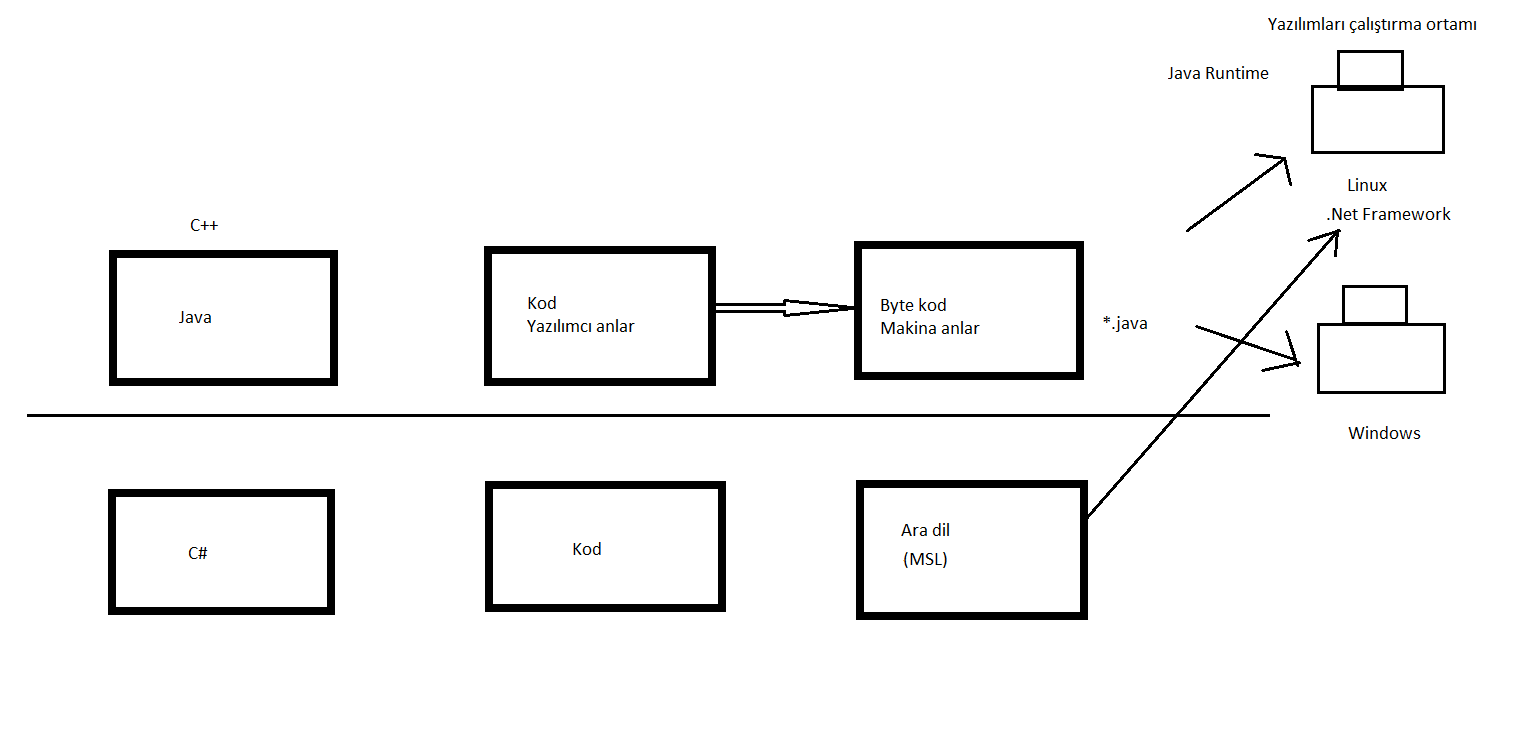 Yazılımları çalıştırma ortamı
Java Runtime
Linux
.Net Framework
C++
Java
Kod
Yazılımcı anlar
Byte kod
Makina anlar
*.java
Windows
C#
Kod
Ara dil
(MSL)